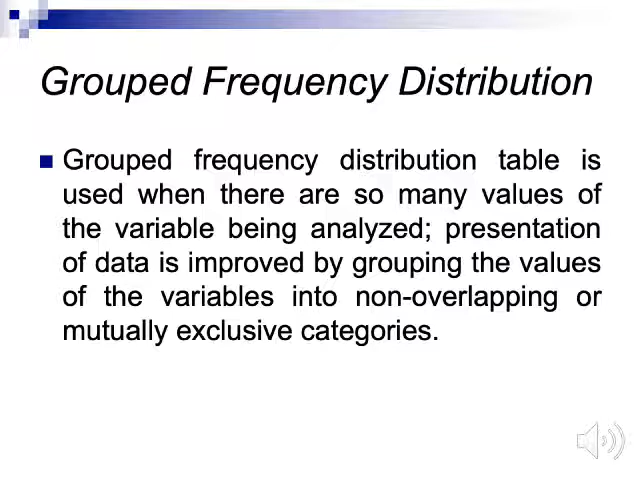 Grouped Frequency Distribution
Grouped frequency distribution table is
used when there are so many values of
the variable being analyzed; presentation
of data is improved by grouping the values
of the variables into non-overlapping or
mutually exclusive categories.